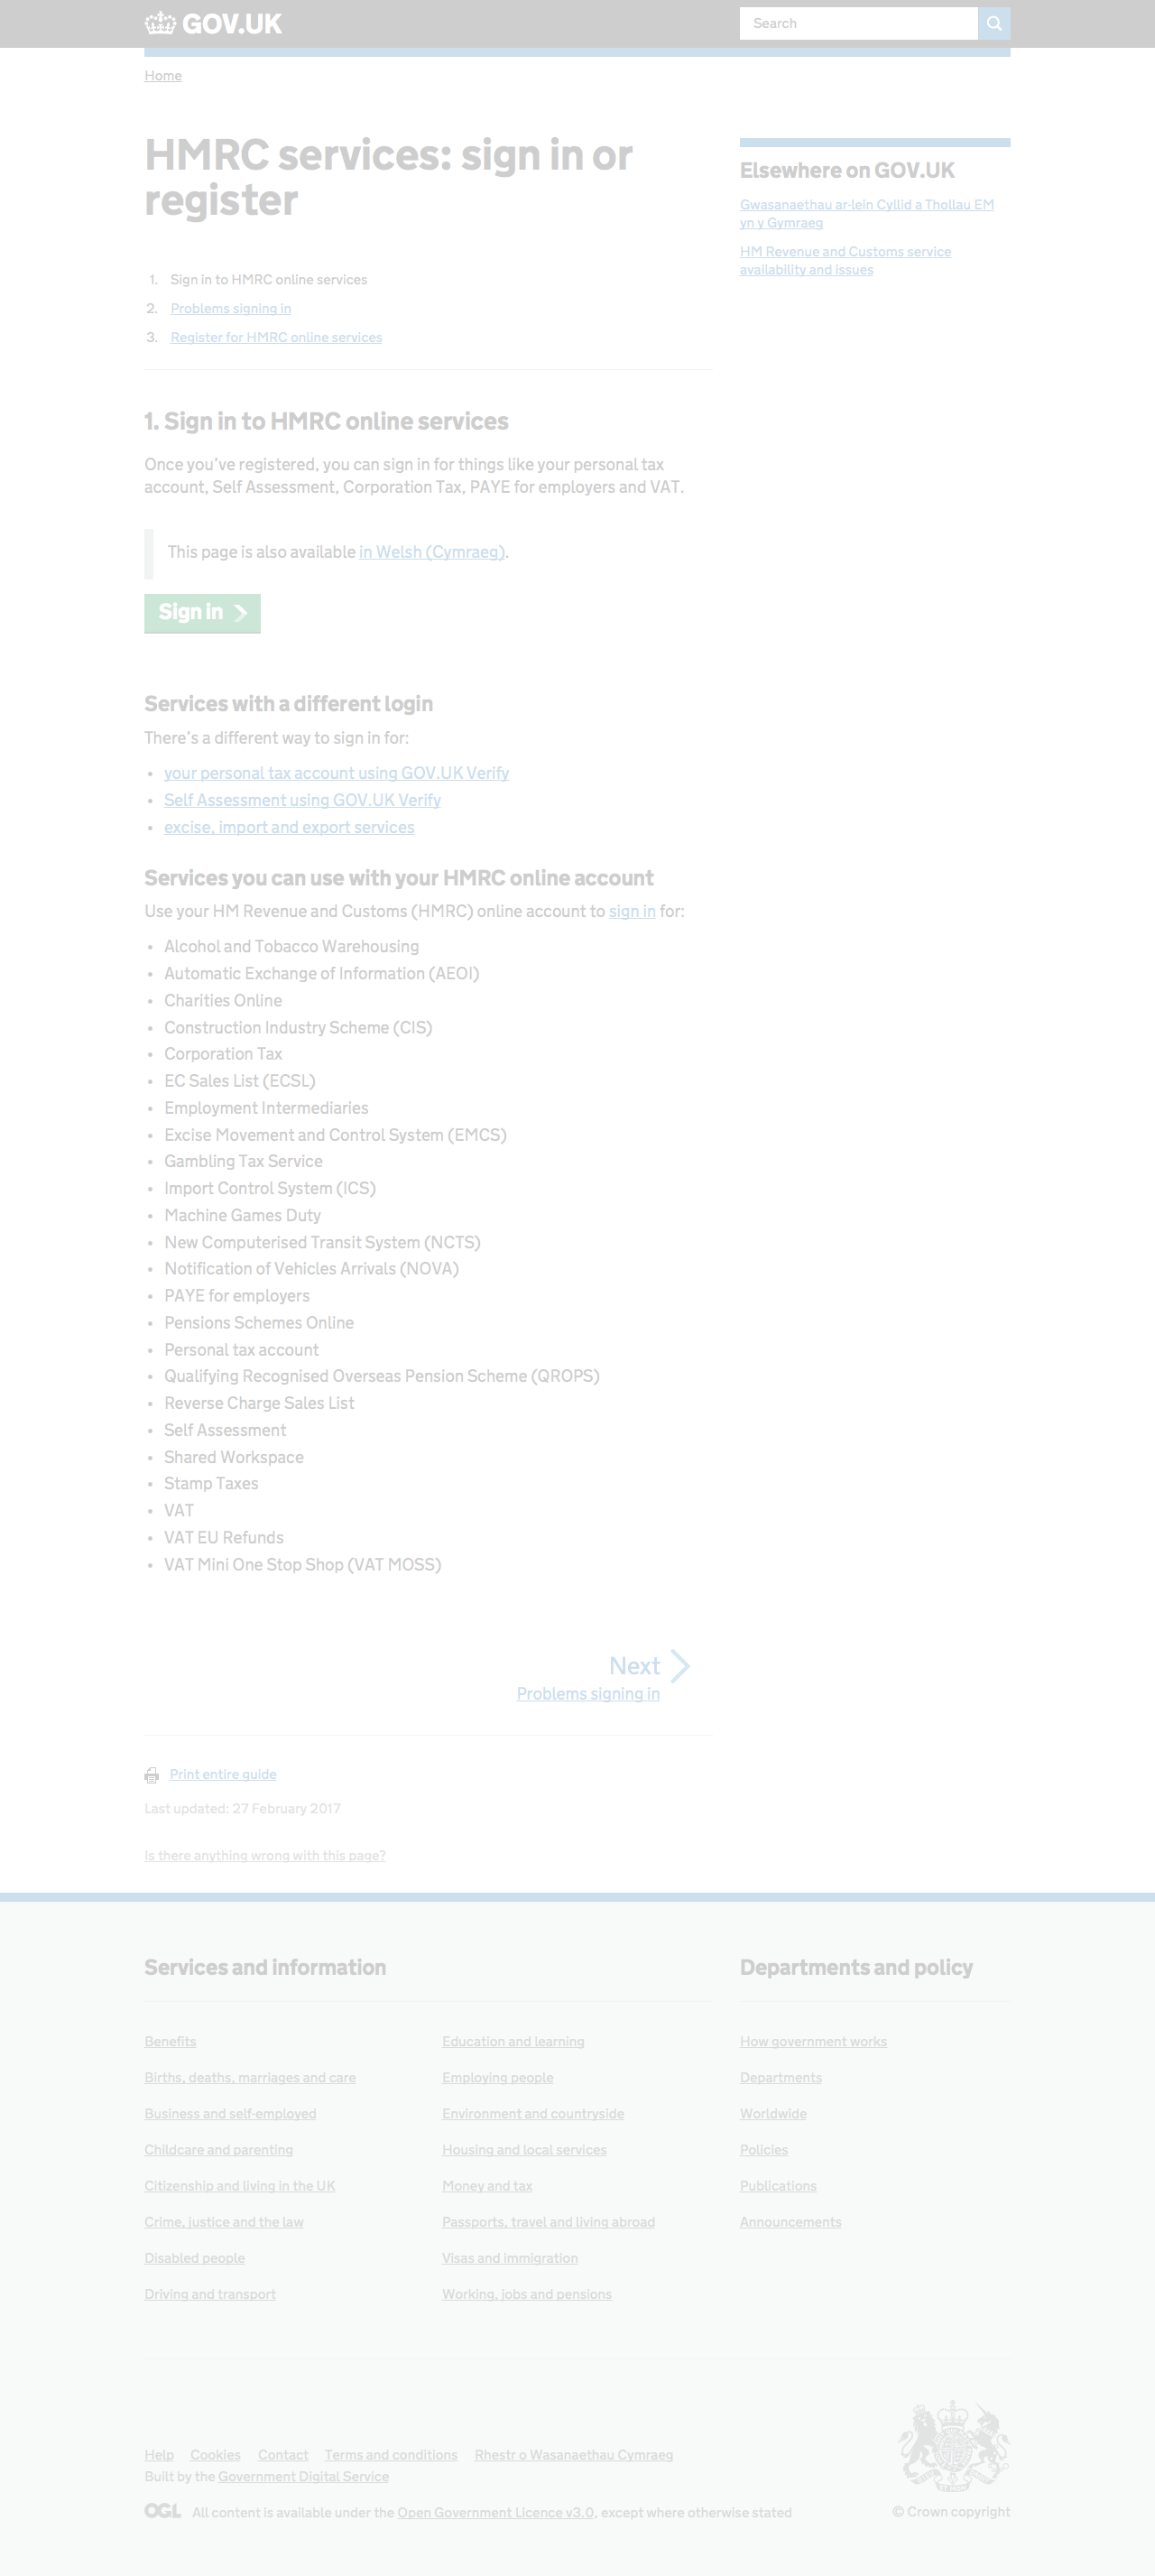 GOV.UK
Search
Home
HMRC services: sign in or
register
1. Sign in to HMRC online services
2. Problems signing in
3. Register for HMRC online services
Elsewhere on GOV.UK
Gwasanaethau ar-lein Cyllid a Thollau EM
yn y Gymraeg
HM Revenue and Customs service
availability and issues
1. Sign in to HMRC online services
Once you’ve registered, you can sign in for things like your personal tax
account, Self Assessment, Corporation Tax, PAYE for employers and VAT.
This page is also available in Welsh (Cymraeg).
Sign in
Services with a different login
There’s a different way to sign in for:
• your personal tax account using GOV.UK Verify
• Self Assessment using GOV.UK Verify
• excise, import and export services
Services you can use with your HMRC online account
Use your HM Revenue and Customs (HMRC) online account to sign in for:
• Alcohol and Tobacco Warehousing
• Automatic Exchange of Information (AEOI)
• Charities Online
• Construction Industry Scheme (CIS)
• Corporation Tax
• EC Sales List (ECSL)
• Employment Intermediaries
• Excise Movement and Control System (EMCS)
• Gambling Tax Service
• Import Control System (ICS)
• Machine Games Duty
• New Computerised Transit System (NCTS)
• Notification of Vehicles Arrivals (NOVA)
• PAYE for employers
• Pensions Schemes Online
• Personal tax account
• Qualifying Recognised Overseas Pension Scheme (QROPS)
• Reverse Charge Sales List
• Self Assessment
• Shared Workspace
• Stamp Taxes
• VAT
• VAT EU Refunds
• VAT Mini One Stop Shop (VAT MOSS)
Next
Problems signing in
Print entire guide
Last updated: 27 February 2017
Is there anything wrong with this page?
Services and information
Benefits
Births, deaths, marriages and care
Business and self-employed
Childcare and parenting
Citizenship and living in the UK
Crime, justice and the law
Disabled people
Driving and transport
Education and learning
Employing people
Environment and countryside
Housing and local services
Money and tax
Passports, travel and living abroad
Visas and immigration
Working, jobs and pensions
Departments and policy
How government works
Departments
Worldwide
Policies
Publications
Announcements
Help Cookies Contact Terms and conditions Rhestr o Wasanaethau Cymraeg
Built by the Government Digital Service
OGL All content is available under the Open Government Licence v3.0, except where otherwise stated
© Crown copyright